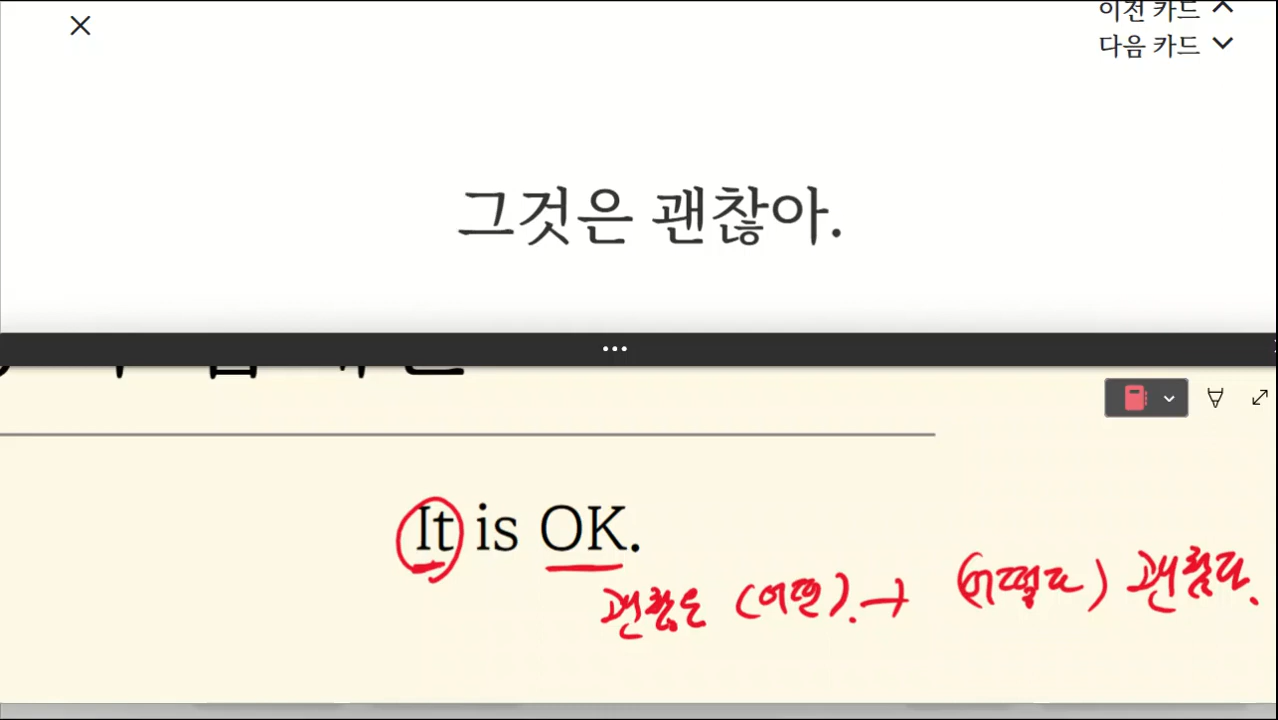 이전 카드
다음 카드
그것은 괜찮아.
It is OK.
괜찮은 (어떤). → (어떻다) 괜찮다.